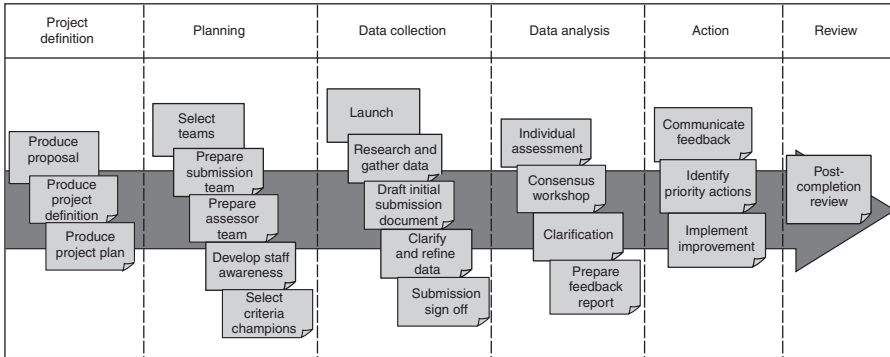 Project
definition
Planning
Data collection
Data analysis
Action
Review
Produce
proposal
Produce
project
definition
Produce
project plan
Select
teams
Prepare
submission
team
Prepare
assessor
team
Develop staff
awareness
Select
criteria
champions
Launch
Research and
gather data
Draft initial
submission
document
Clarify
and refine
data
Submission
sign off
Individual
assessment
Consensus
workshop
Clarification
Prepare
feedback
report
Communicate
feedback
Identify
priority actions
Implement
improvement
Post-
completion
review